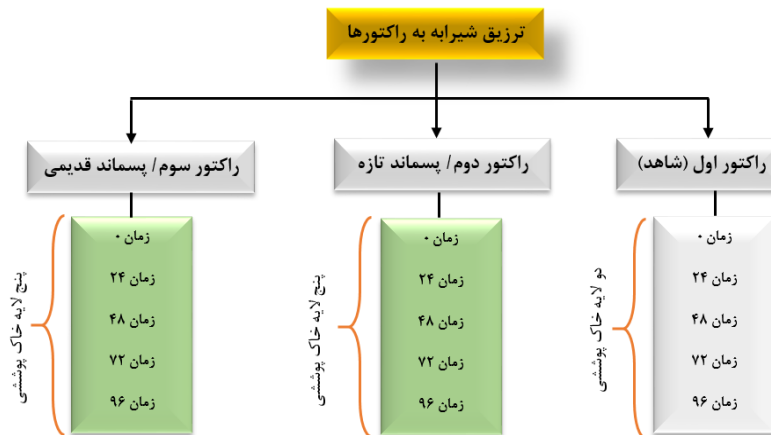 ترزیق شیرابه به راکتورها
راکتور اول (شاهد)
راکتور دوم/ پسماند تازه
راکتور سوم/ پسماند قدیمی
زمان ۰
زمان ۲۴
زمان ۴۸
زمان ۷۲
زمان ۹۶
دو لایه خاک پوششی
زمان ۰
زمان ۲۴
زمان ۴۸
زمان ۷۲
زمان ۹۶
پنج لایه خاک پوششی
زمان ۰
زمان ۲۴
زمان ۴۸
زمان ۷۲
زمان ۹۶
پنج لایه خاک پوششی